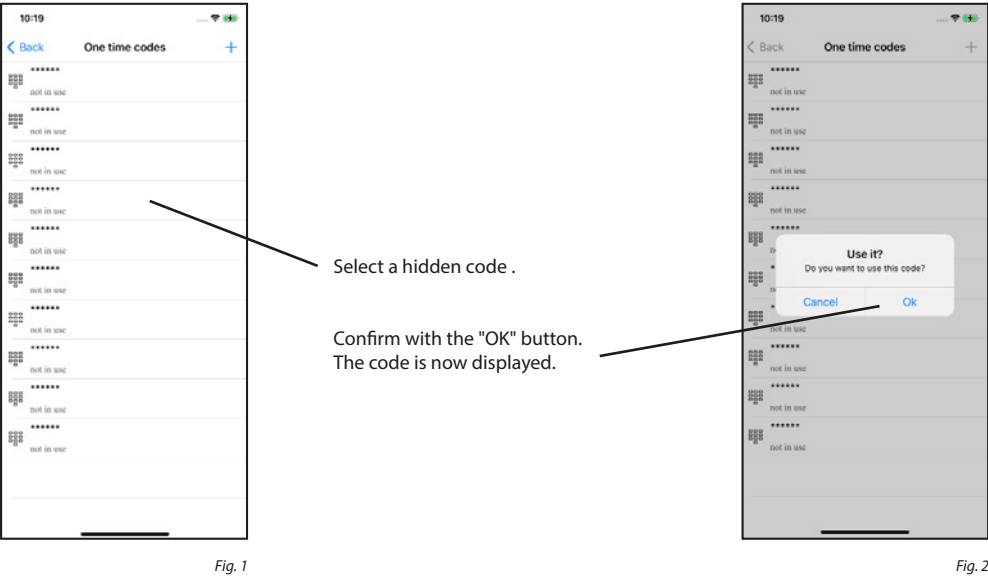 10:19
Back One time codes +
******
not in use
******
not in use
******
not in use
******
not in use
******
not in use
******
not in use
******
not in use
******
not in use
******
not in use
******
not in use
Fig. 1
Select a hidden code .
Confirm with the "OK" button.
The code is now displayed.
10:19
Back One time codes +
******
not in use
******
not in use
******
not in use
******
not in use
******
Use it?
Do you want to use this code?
Cancel Ok
not in use
******
not in use
******
not in use
******
not in use
Fig. 2